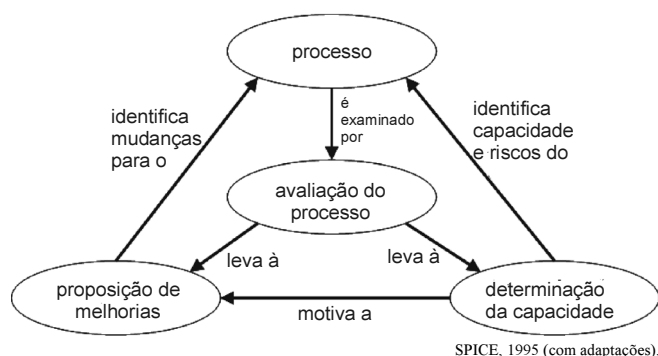 processo
identifica
mudanças
para o
é
examinado
por
identifica
capacidade
e riscos do
avaliação do
processo
leva à
leva à
proposição de
melhorias
motiva a
determinação
da capacidade
SPICE, 1995 (com adaptações).